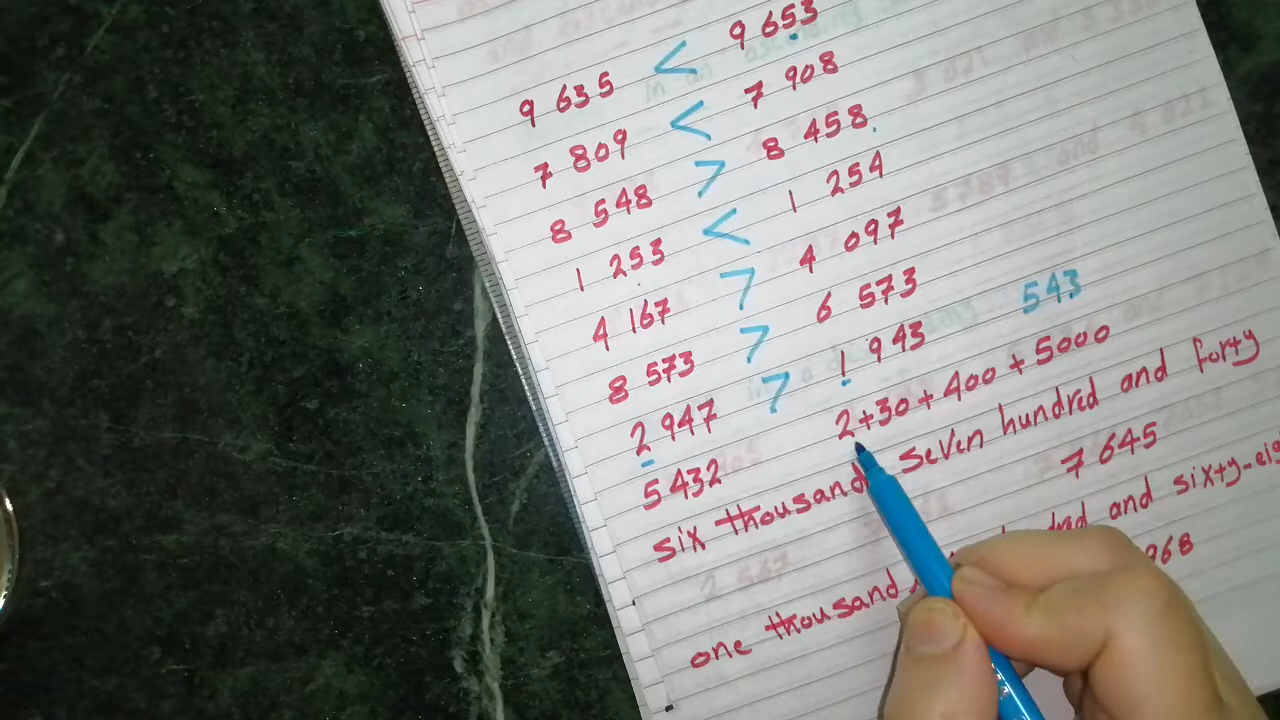 9 635 < 9 653
7 809 < 7 908
8 548 > 8 458
1 253 < 1 254
4 167 > 4 097
8 573 > 6 573
2 947 > 1 943
543
5 432 2+30+400+5000
six thousand seven hundred and forty
7 645
one thousand and sixty-eig
968